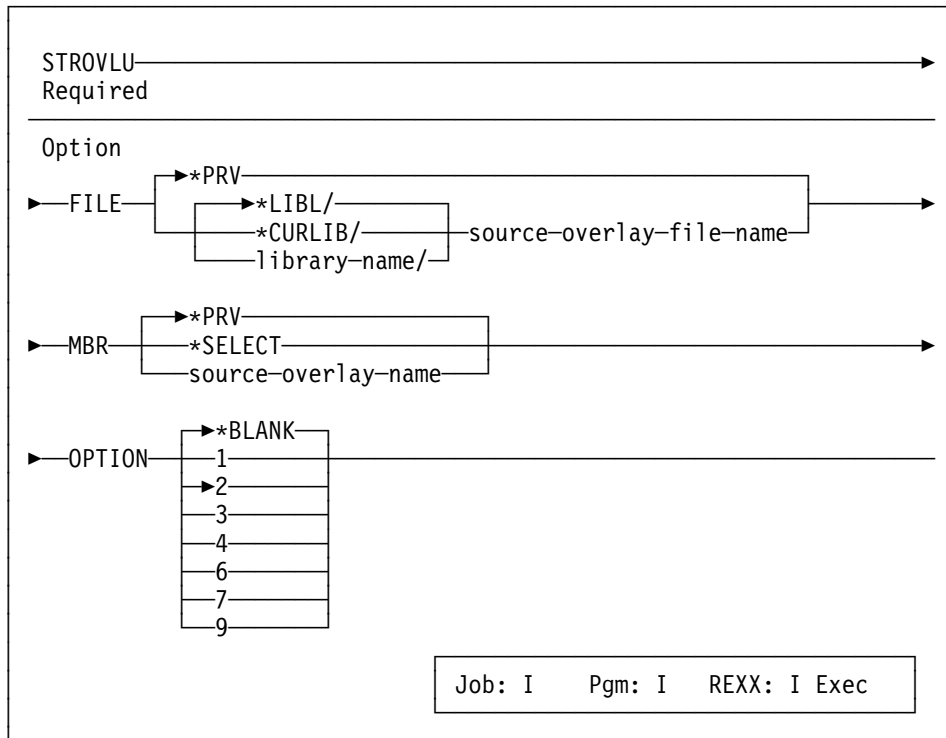 STROVLU
Required
Option
*PRV
FILE
*LIBL/
*CURLIB/
source-overlay-file-name
library-name/
*PRV
MBR
*SELECT
source-overlay-name
*BLANK
OPTION
1
2
3
4
6
7
9
Job: I Pgm: I REXX: I Exec